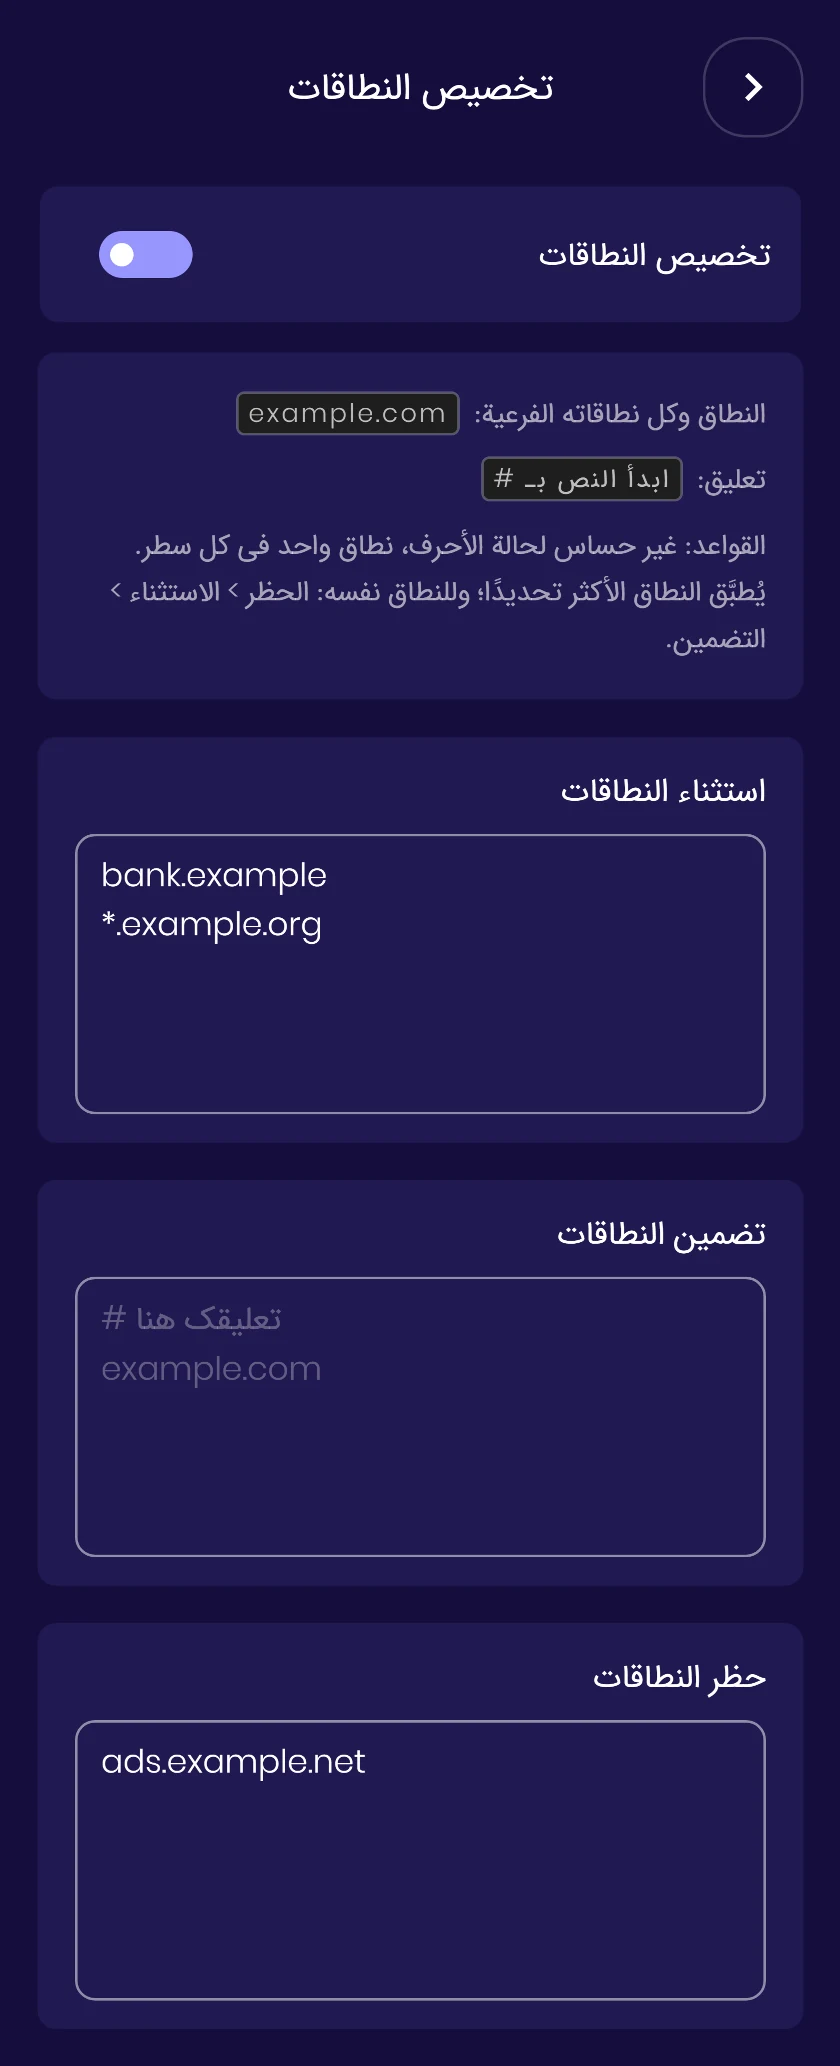 تخصيص النطاقات
تخصيص النطاقات
النطاق وكل نطاقاته الفرعية: example.com
تعليق: ابدأ النص بـ #
القواعد: غير حساس لحالة الأحرف، نطاق واحد في كل سطر.
يُطبَّق النطاق الأكثر تحديدًا؛ وللنطاق نفسه: الحظر > الاستثناء >
التضمين.
استثناء النطاقات
bank.example
*.example.org
تضمين النطاقات
# تعليقک هنا
example.com
حظر النطاقات
ads.example.net